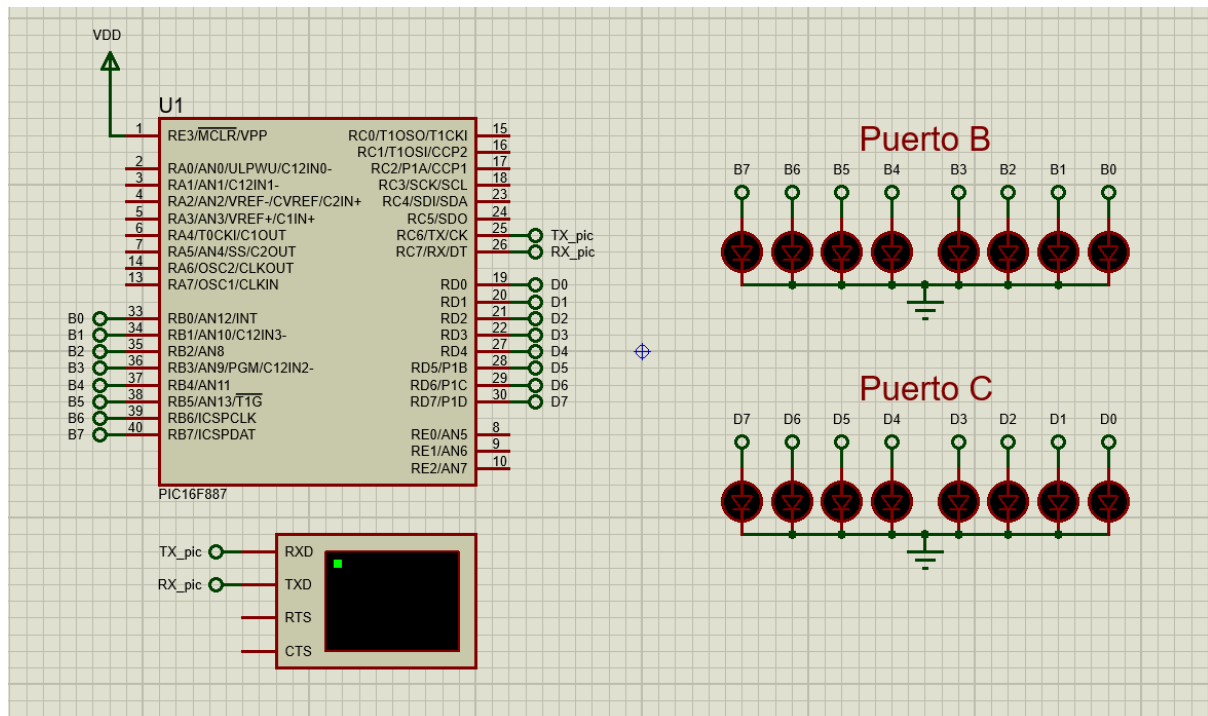 VDD
U1
1 RE3/MCLR/VPP
2 RA0/AN0/ULPWU/C12IN0-
3 RA1/AN1/C12IN1-
4 RA2/AN2/VREF-/CVREF/C2IN+
5 RA3/AN3/VREF+/C1IN+
6 RA4/T0CKI/C1OUT
7 RA5/AN4/SS/C2OUT
14 RA6/OSC2/CLKOUT
13 RA7/OSC1/CLKIN
B0 33 RB0/AN12/INT
B1 34 RB1/AN10/C12IN3-
B2 35 RB2/AN8
B3 36 RB3/AN9/PGM/C12IN2-
B4 37 RB4/AN11
B5 38 RB5/AN13/T1G
B6 39 RB6/ICSPCLK
B7 40 RB7/ICSPDAT
RC0/T1OSO/T1CKI 15
RC1/T1OSI/CCP2 16
RC2/P1A/CCP1 17
RC3/SCK/SCL 18
RC4/SDI/SDA 23
RC5/SDO 24
RC6/TX/CK 25 TX_pic
RC7/RX/DT 26 RX_pic
RD0 19 D0
RD1 20 D1
RD2 21 D2
RD3 22 D3
RD4 27 D4
RD5/P1B 28 D5
RD6/P1C 29 D6
RD7/P1D 30 D7
RE0/AN5 8
RE1/AN6 9
RE2/AN7 10
PIC16F887
TX_pic RXD
RX_pic TXD
RTS
CTS
Puerto B
B7 B6 B5 B4 B3 B2 B1 B0
Puerto C
D7 D6 D5 D4 D3 D2 D1 D0